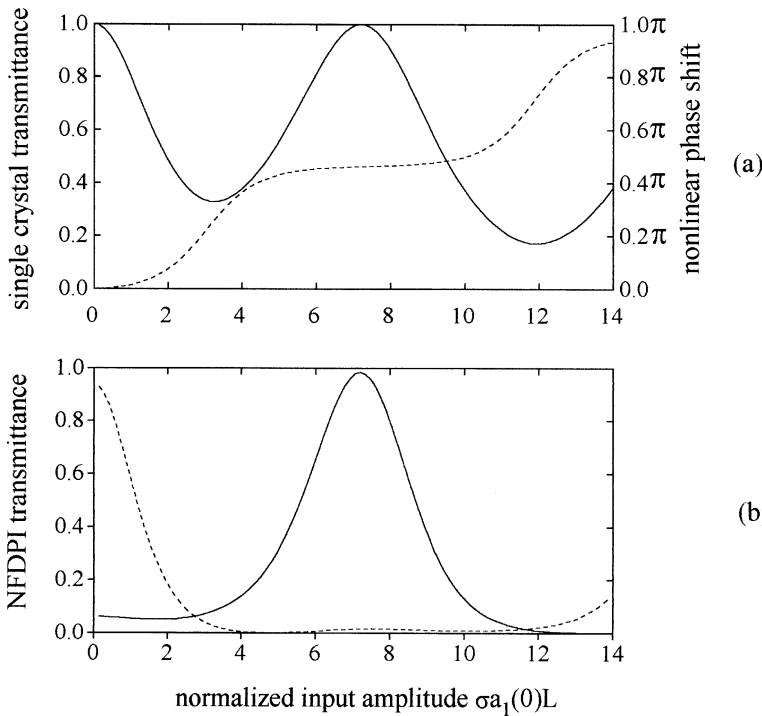 single crystal transmittance
1.0
0.8
0.6
0.4
0.2
0.0
0 2 4 6 8 10 12 14
1.0π
0.8π
0.6π
0.4π
0.2π
0.0
nonlinear phase shift
(a)
NFDPI transmittance
1.0
0.8
0.6
0.4
0.2
0.0
0 2 4 6 8 10 12 14
(b
normalized input amplitude σa₁(0)L